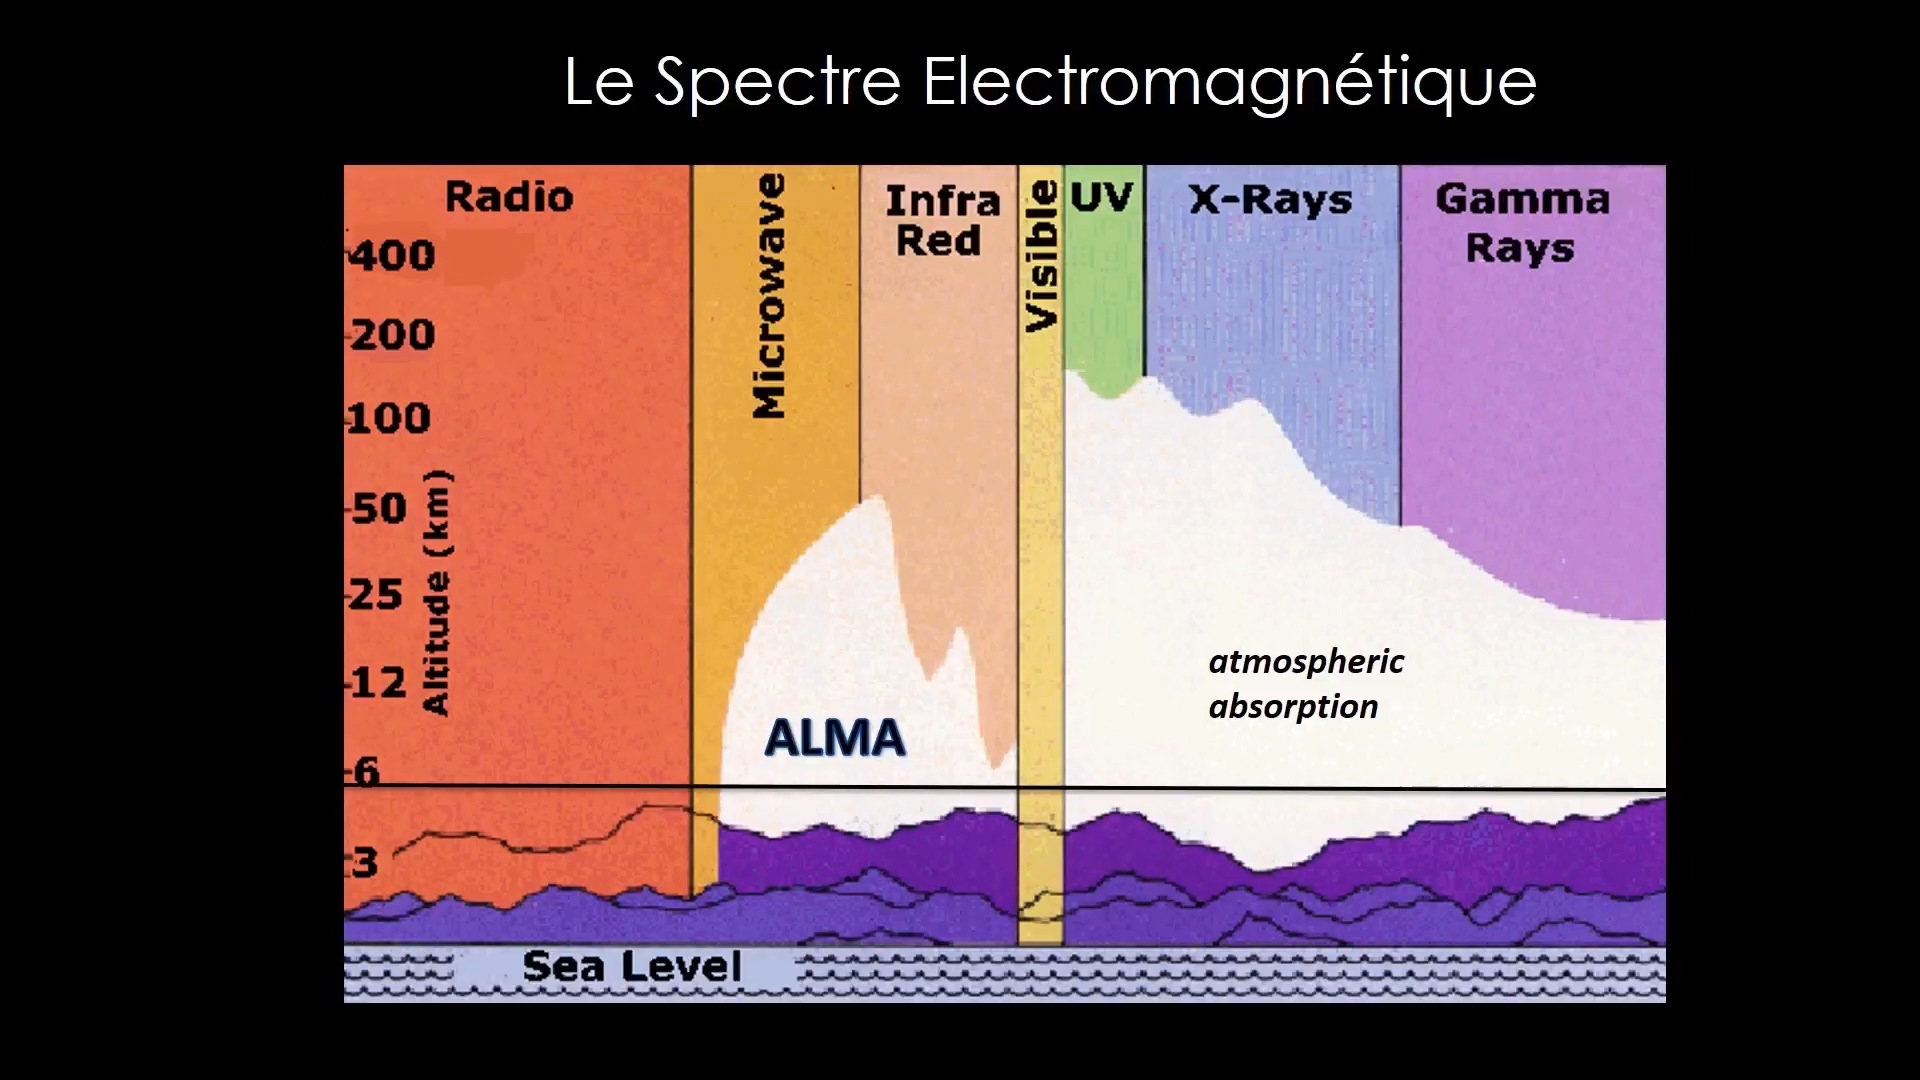 Le Spectre Electromagnétique
Radio
Microwave
Infra
Red
Visible
UV
X-Rays
Gamma
Rays
400
200
100
50
25
12
6
3
Altitude (km)
ALMA
atmospheric
absorption
Sea Level